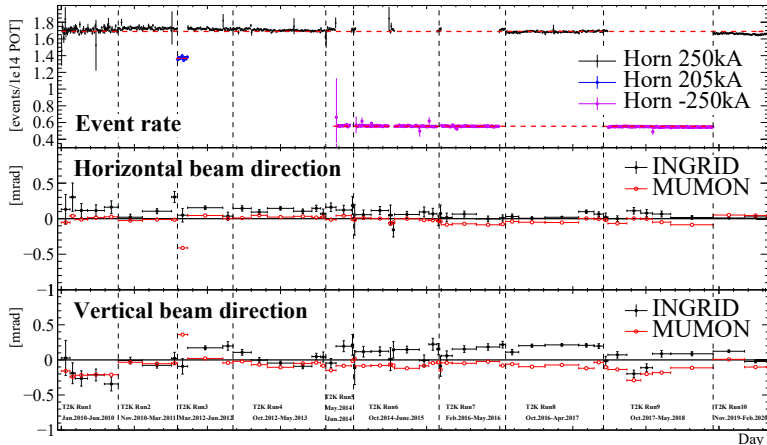 [events/1e14 POT]
1.8
1.6
1.4
1.2
1
0.8
0.6
0.4
Event rate
Horn 250kA
Horn 205kA
Horn -250kA
[mrad]
0.5
0
−0.5
−1
Horizontal beam direction
INGRID
MUMON
[mrad]
0.5
0
−0.5
−1
Vertical beam direction
INGRID
MUMON
T2K Run1
Jan.2010-Jun.2010
T2K Run2
Nov.2010-Mar.2011
T2K Run3
Mar.2012-Jun.2012
T2K Run4
Oct.2012-May.2013
T2K Run5
May.2014
Jun.2014
T2K Run6
Oct.2014-June.2015
T2K Run7
Feb.2016-May.2016
T2K Run8
Oct.2016-Apr.2017
T2K Run9
Oct.2017-May.2018
T2K Run10
Nov.2019-Feb.2020
Day